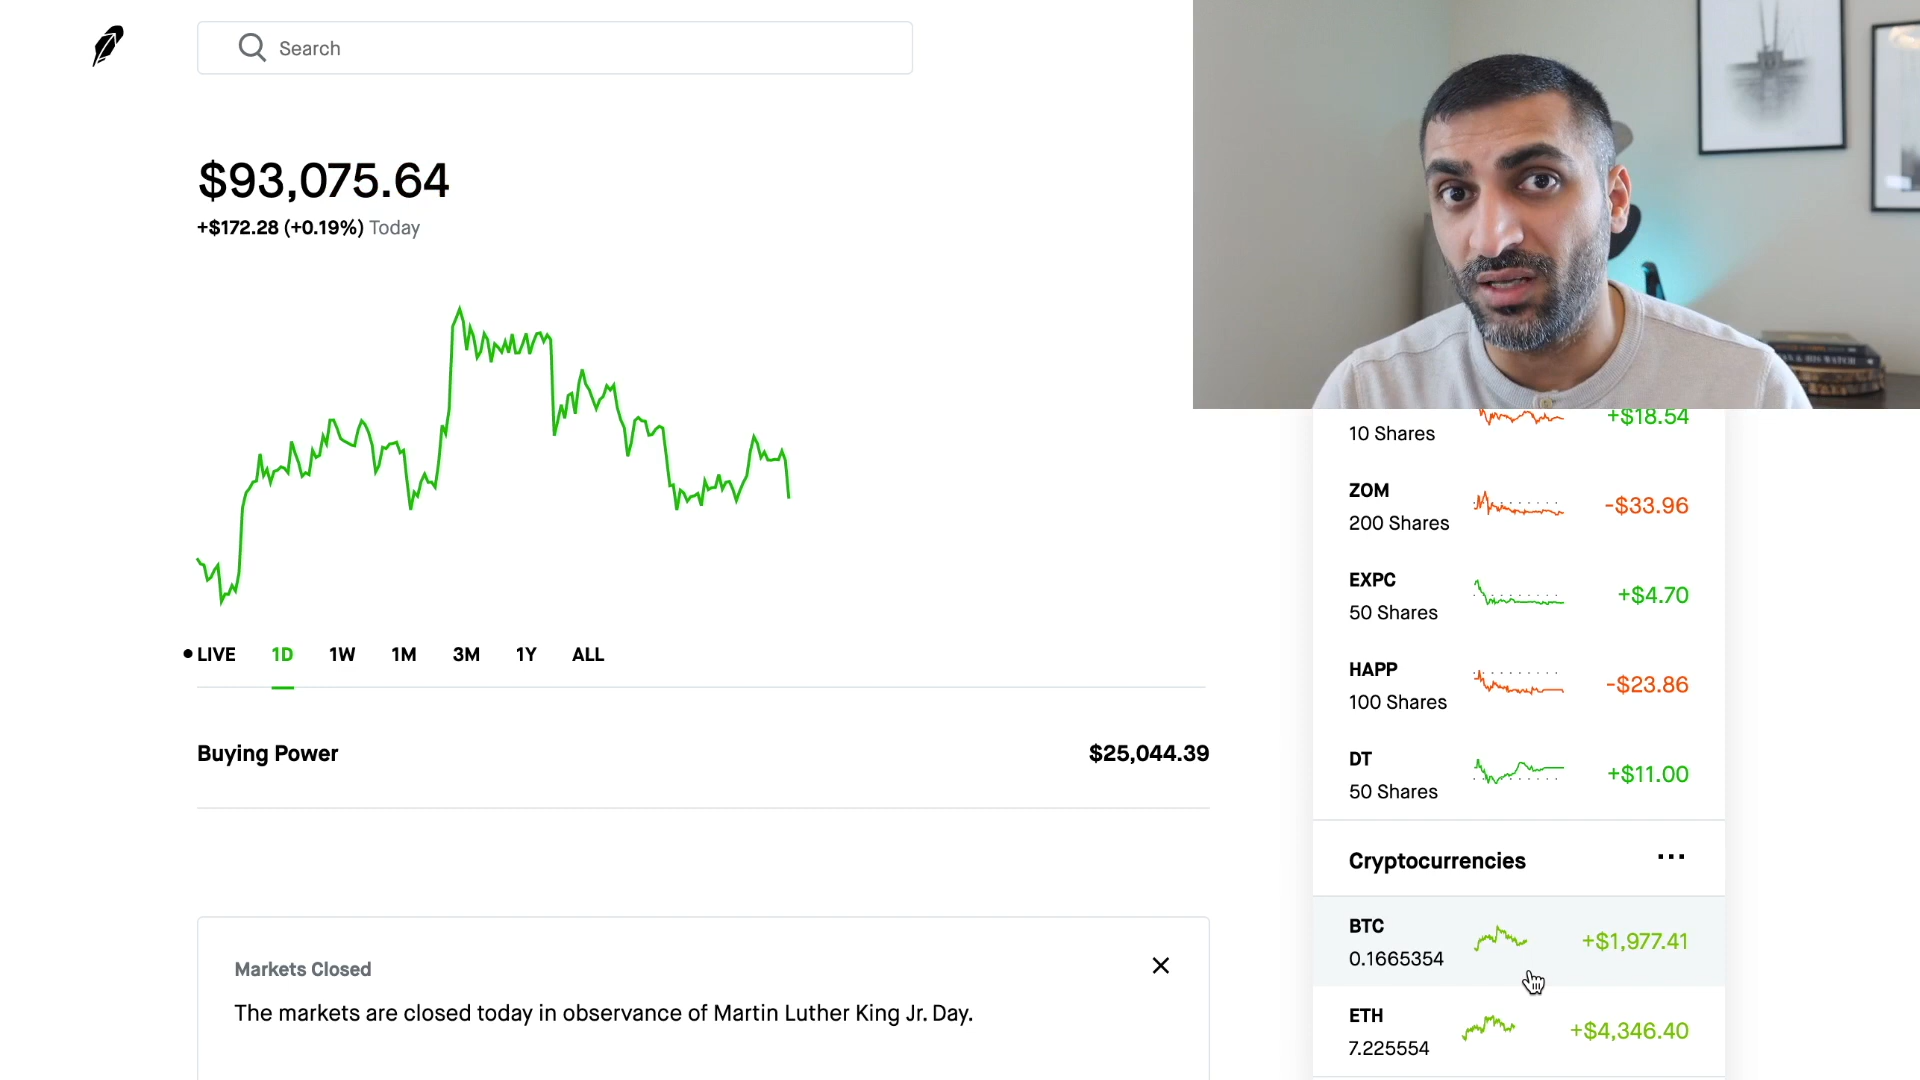 Search
$93,075.64
+$172.28 (+0.19%) Today
LIVE 1D 1W 1M 3M 1Y ALL
Buying Power $25,044.39
Markets Closed
The markets are closed today in observance of Martin Luther King Jr. Day.
10 Shares
+$18.54
ZOM
200 Shares
-$33.96
EXPC
50 Shares
+$4.70
HAPP
100 Shares
-$23.86
DT
50 Shares
+$11.00
Cryptocurrencies
BTC
0.1665354
+$1,977.41
ETH
7.225554
+$4,346.40